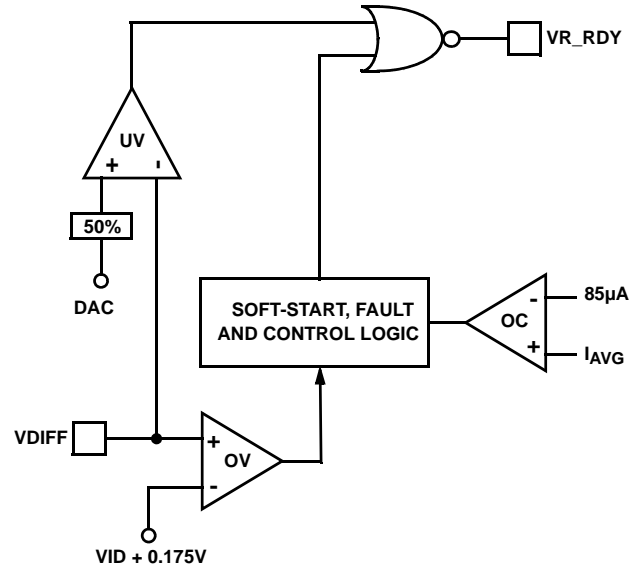 VR_RDY
UV
+ -
50%
DAC
SOFT-START, FAULT
AND CONTROL LOGIC
- 85µA
OC
+ IAVG
VDIFF
+
OV
-
VID + 0.175V